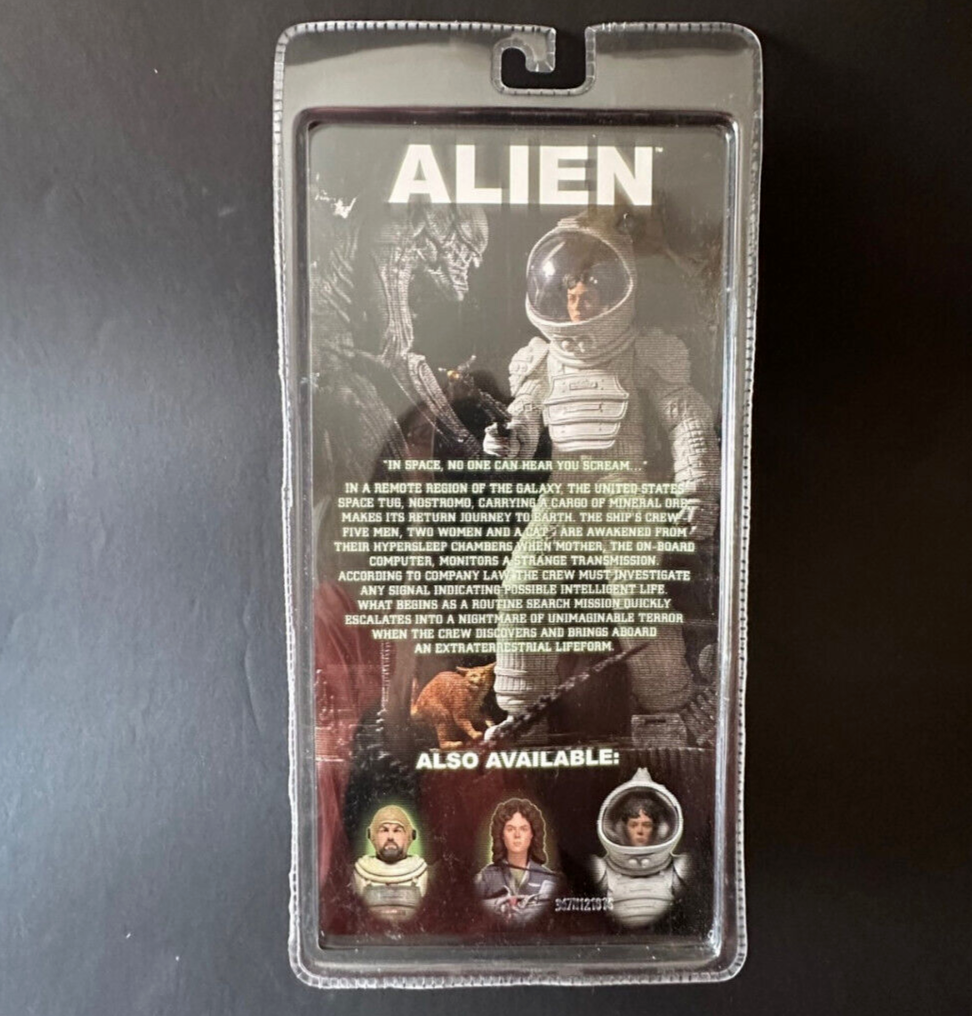 ALIEN™
"IN SPACE, NO ONE CAN HEAR YOU SCREAM..."
IN A REMOTE REGION OF THE GALAXY, THE UNITED STATES
SPACE TUG, NOSTROMO, CARRYING A CARGO OF MINERAL ORE
MAKES ITS RETURN JOURNEY TO EARTH. THE SHIP'S CREW -
FIVE MEN, TWO WOMEN AND A CAT - ARE AWAKENED FROM
THEIR HYPERSLEEP CHAMBERS WHEN MOTHER, THE ON-BOARD
COMPUTER, MONITORS A STRANGE TRANSMISSION.
ACCORDING TO COMPANY LAW, THE CREW MUST INVESTIGATE
ANY SIGNAL INDICATING POSSIBLE INTELLIGENT LIFE.
WHAT BEGINS AS A ROUTINE SEARCH MISSION QUICKLY
ESCALATES INTO A NIGHTMARE OF UNIMAGINABLE TERROR
WHEN THE CREW DISCOVERS AND BRINGS ABOARD
AN EXTRATERRESTRIAL LIFEFORM.
ALSO AVAILABLE: